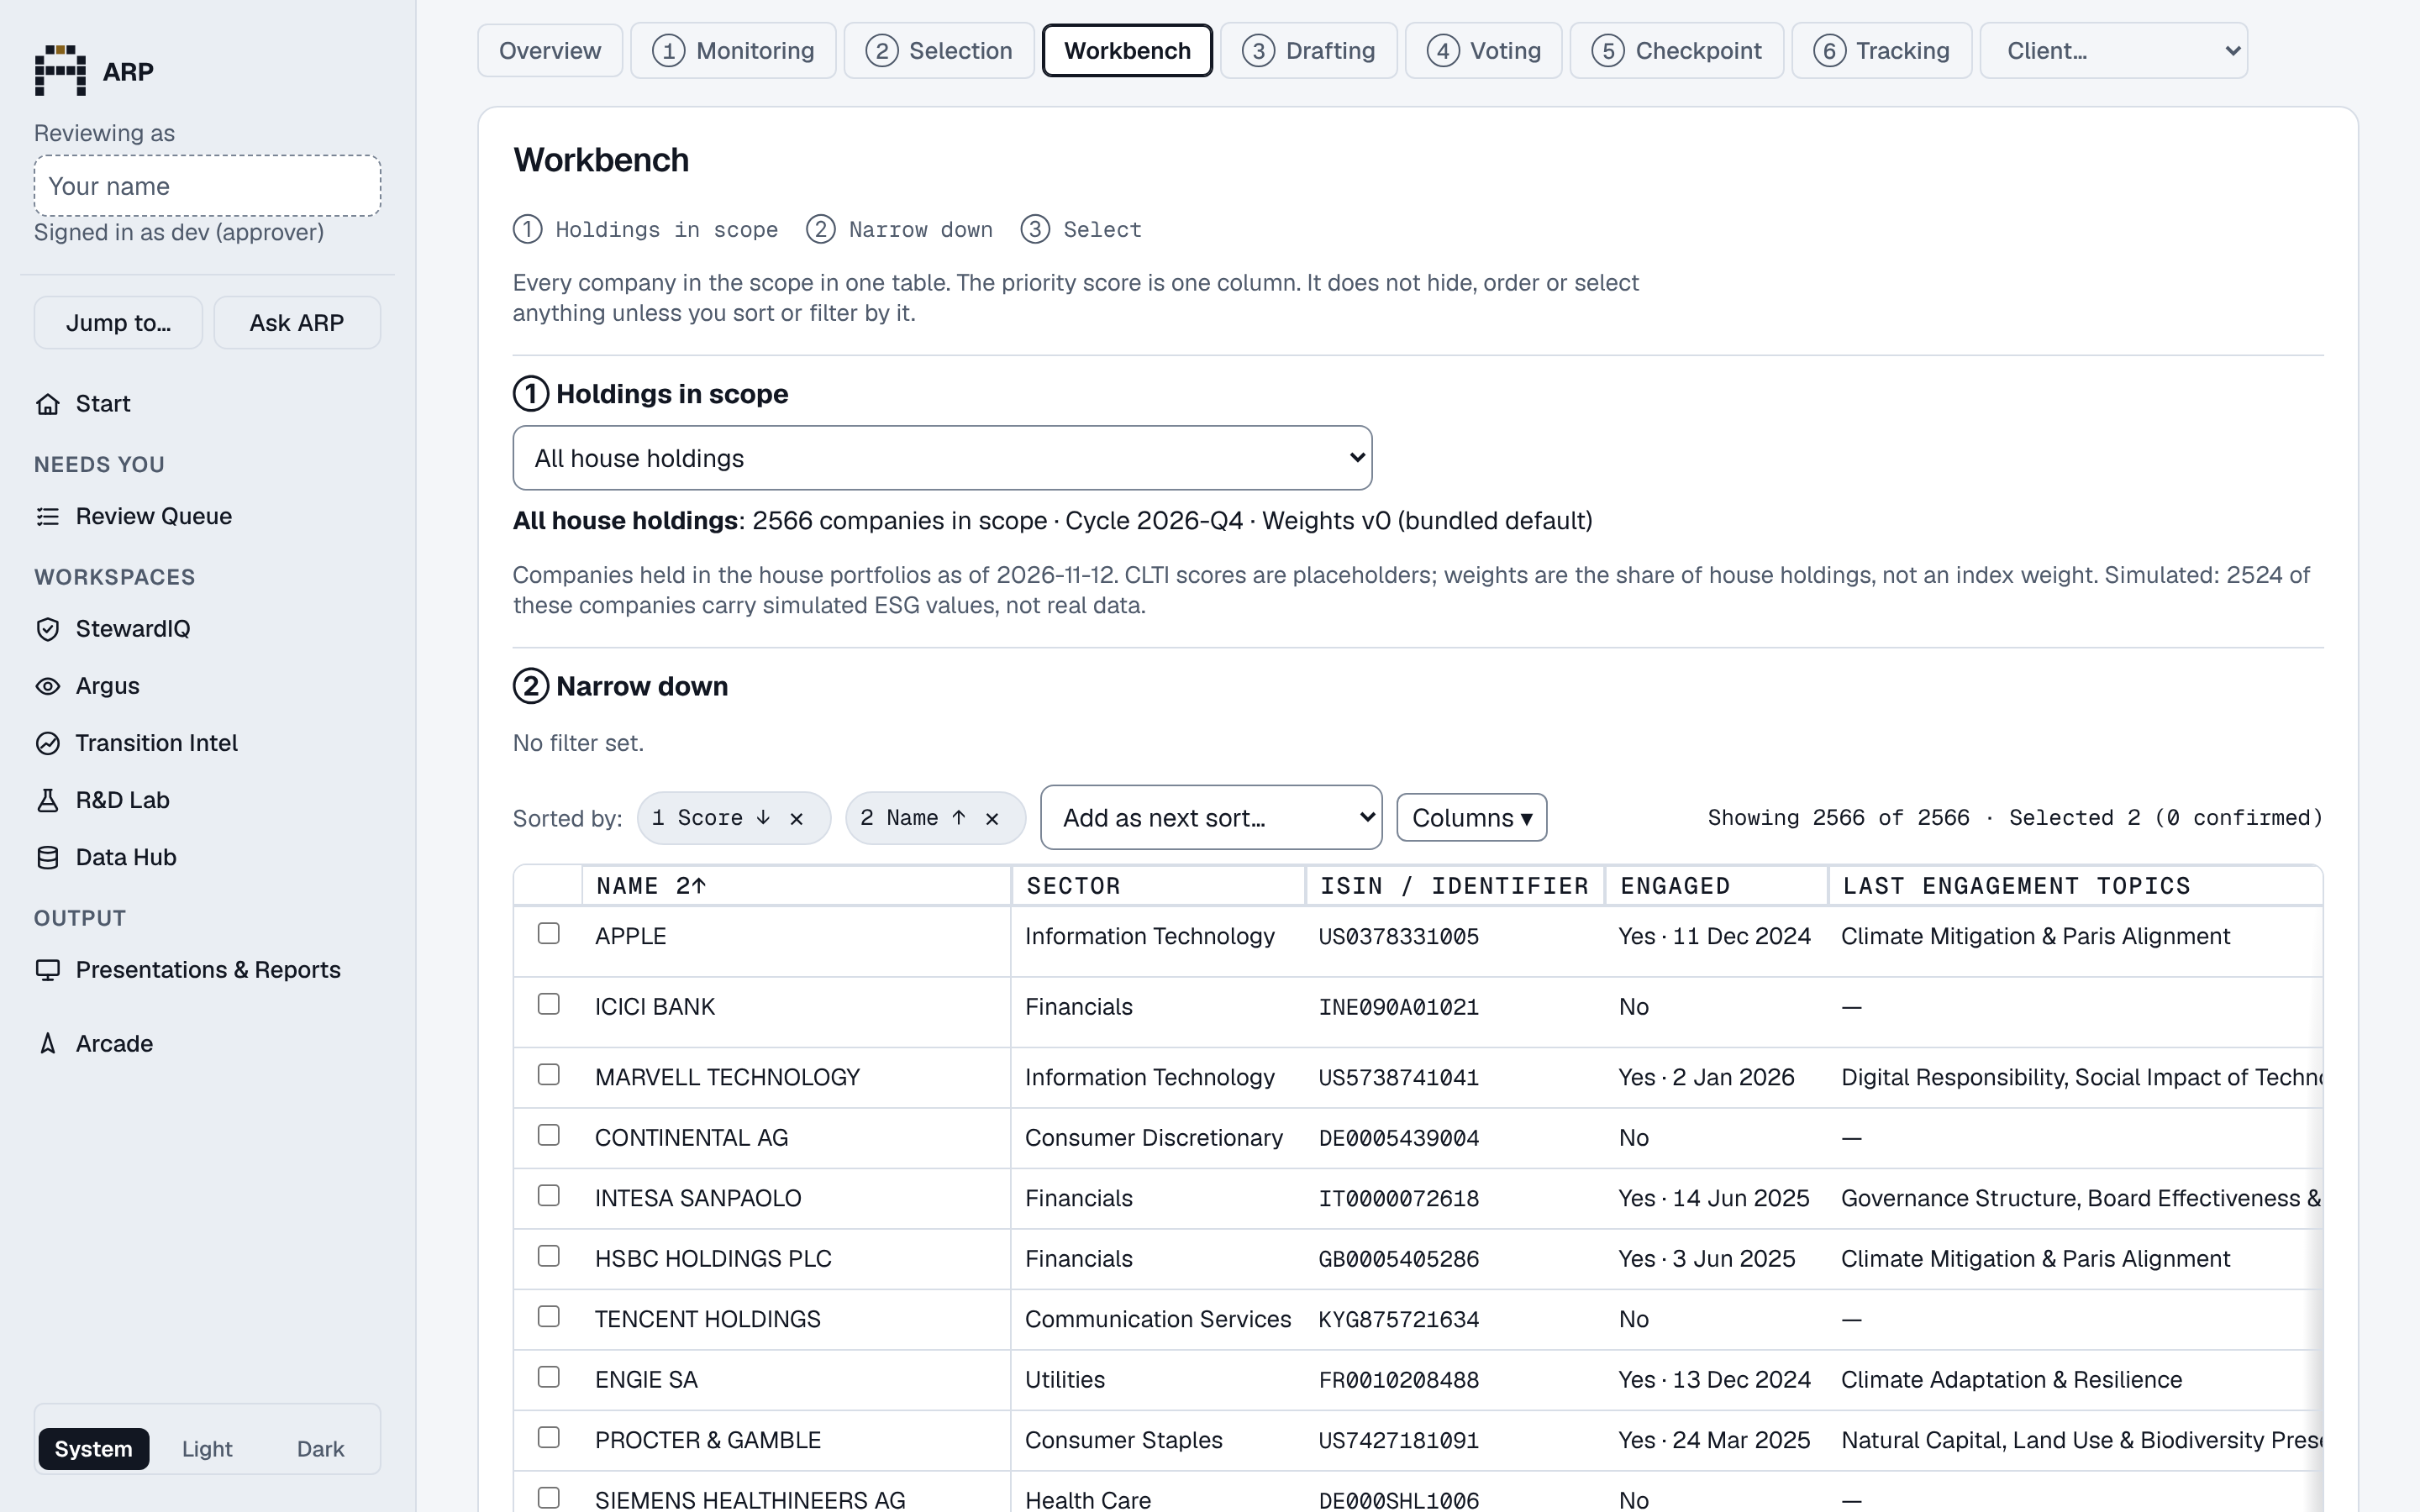 ARP
Reviewing as
Your name
Signed in as dev (approver)
Jump to…
Ask ARP
Start
NEEDS YOU
Review Queue
WORKSPACES
StewardIQ
Argus
Transition Intel
R&D Lab
Data Hub
OUTPUT
Presentations & Reports
Arcade
System Light Dark
Overview 1 Monitoring 2 Selection Workbench 3 Drafting 4 Voting 5 Checkpoint 6 Tracking Client…
Workbench
1 Holdings in scope 2 Narrow down 3 Select
Every company in the scope in one table. The priority score is one column. It does not hide, order or select
anything unless you sort or filter by it.
1 Holdings in scope
All house holdings
All house holdings: 2566 companies in scope · Cycle 2026-Q4 · Weights v0 (bundled default)
Companies held in the house portfolios as of 2026-11-12. CLTI scores are placeholders; weights are the share of house holdings, not an index weight. Simulated: 2524 of
these companies carry simulated ESG values, not real data.
2 Narrow down
No filter set.
Sorted by: 1 Score ↓ × 2 Name ↑ × Add as next sort… Columns ▾ Showing 2566 of 2566 · Selected 2 (0 confirmed)
NAME 2↑ SECTOR ISIN / IDENTIFIER ENGAGED LAST ENGAGEMENT TOPICS
APPLE Information Technology US0378331005 Yes · 11 Dec 2024 Climate Mitigation & Paris Alignment
ICICI BANK Financials INE090A01021 No —
MARVELL TECHNOLOGY Information Technology US5738741041 Yes · 2 Jan 2026 Digital Responsibility, Social Impact of Techno
CONTINENTAL AG Consumer Discretionary DE0005439004 No —
INTESA SANPAOLO Financials IT0000072618 Yes · 14 Jun 2025 Governance Structure, Board Effectiveness &
HSBC HOLDINGS PLC Financials GB0005405286 Yes · 3 Jun 2025 Climate Mitigation & Paris Alignment
TENCENT HOLDINGS Communication Services KYG875721634 No —
ENGIE SA Utilities FR0010208488 Yes · 13 Dec 2024 Climate Adaptation & Resilience
PROCTER & GAMBLE Consumer Staples US7427181091 Yes · 24 Mar 2025 Natural Capital, Land Use & Biodiversity Prese
SIEMENS HEALTHINEERS AG Health Care DE000SHL1006 No —